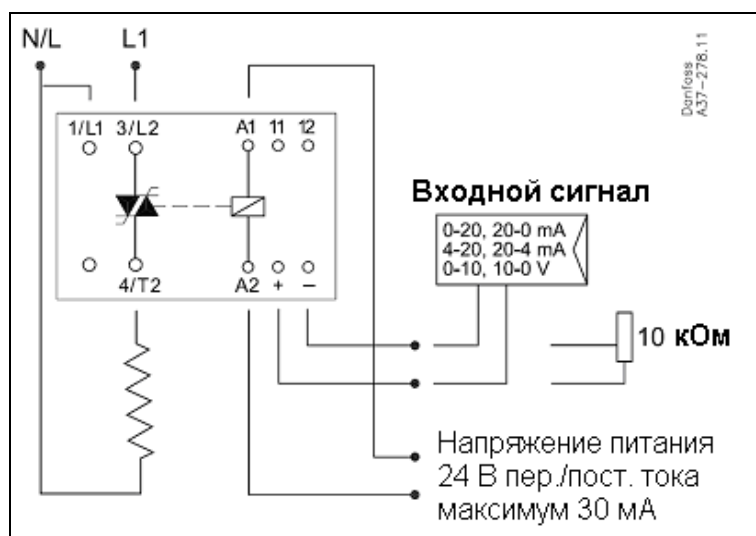 N/L L1
Danfoss
A37-278.11
1/L1 3/L2 A1 11 12
4/T2 A2 + –
Входной сигнал
0-20, 20-0 mA
4-20, 20-4 mA
0-10, 10-0 V
10 кОм
Напряжение питания
24 В пер./пост. тока
максимум 30 мА